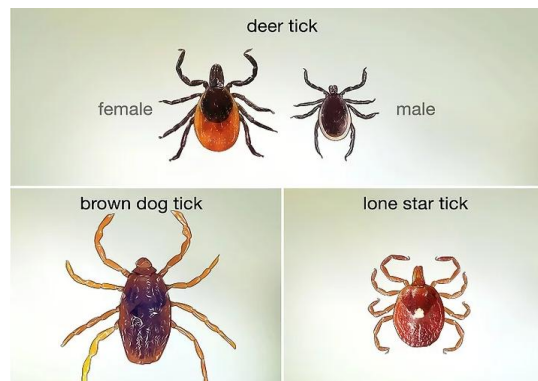 deer tick
female
male
brown dog tick
lone star tick